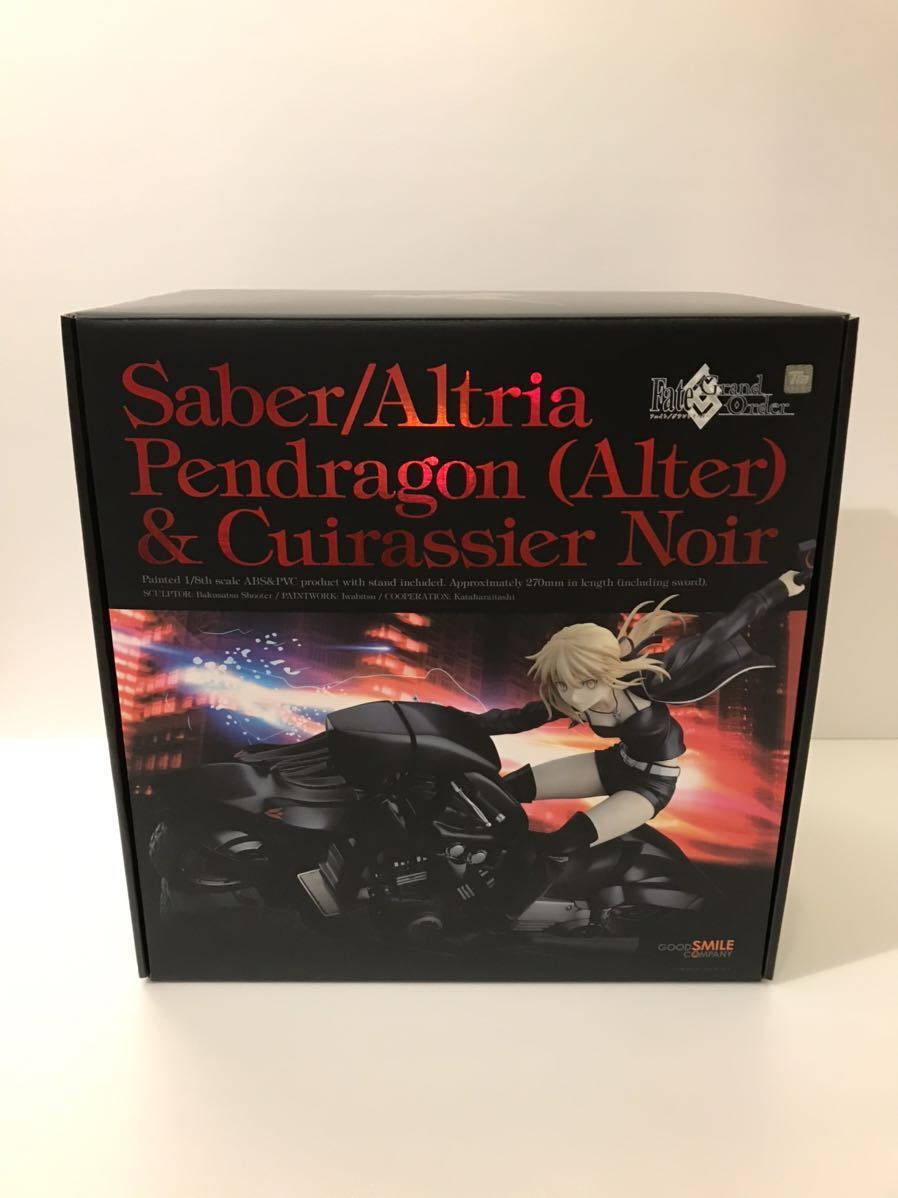 Saber/Altria
Pendragon (Alter)
& Cuirassier Noir
Fate Grand
Order
Painted 1/8th scale ABS&PVC product with stand included. Approximately 270mm in length (including sword).
SCULPTOR: Bakusatsu Shooter / PAINTWORK: Iwabitsu / COOPERATION: Kataharaitashi
GOOD SMILE
COMPANY